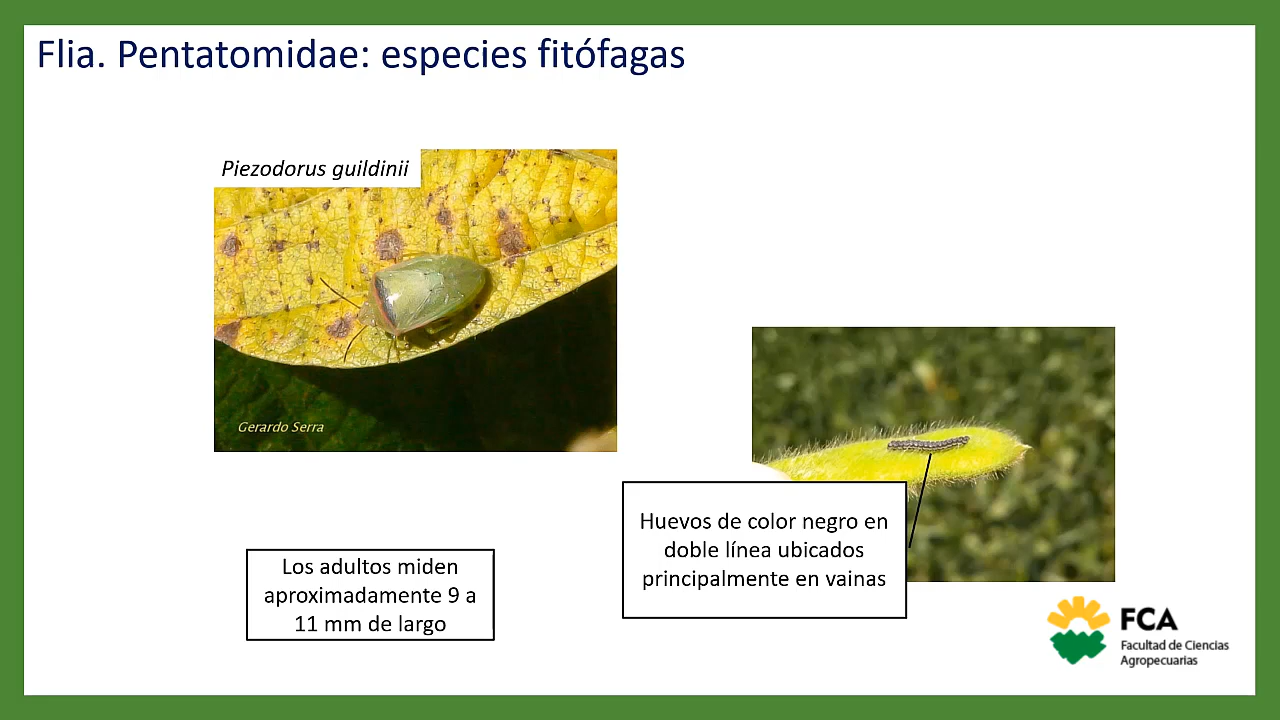 Flia. Pentatomidae: especies fitófagas
Piezodorus guildinii
Gerardo Serra
Huevos de color negro en
doble línea ubicados
principalmente en vainas
Los adultos miden
aproximadamente 9 a
11 mm de largo
FCA
Facultad de Ciencias
Agropecuarias